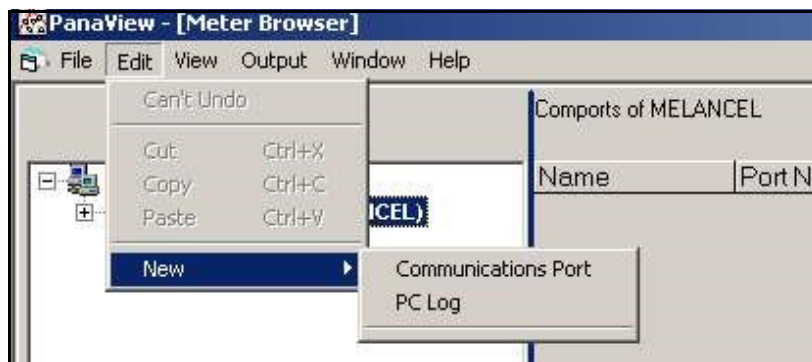 PanaView - [Meter Browser]
File Edit View Output Window Help
Can't Undo
Comports of MELANCEL
Cut Ctrl+X
Copy Ctrl+C
Name Port N
Paste Ctrl+V
ICEL)
New
Communications Port
PC Log